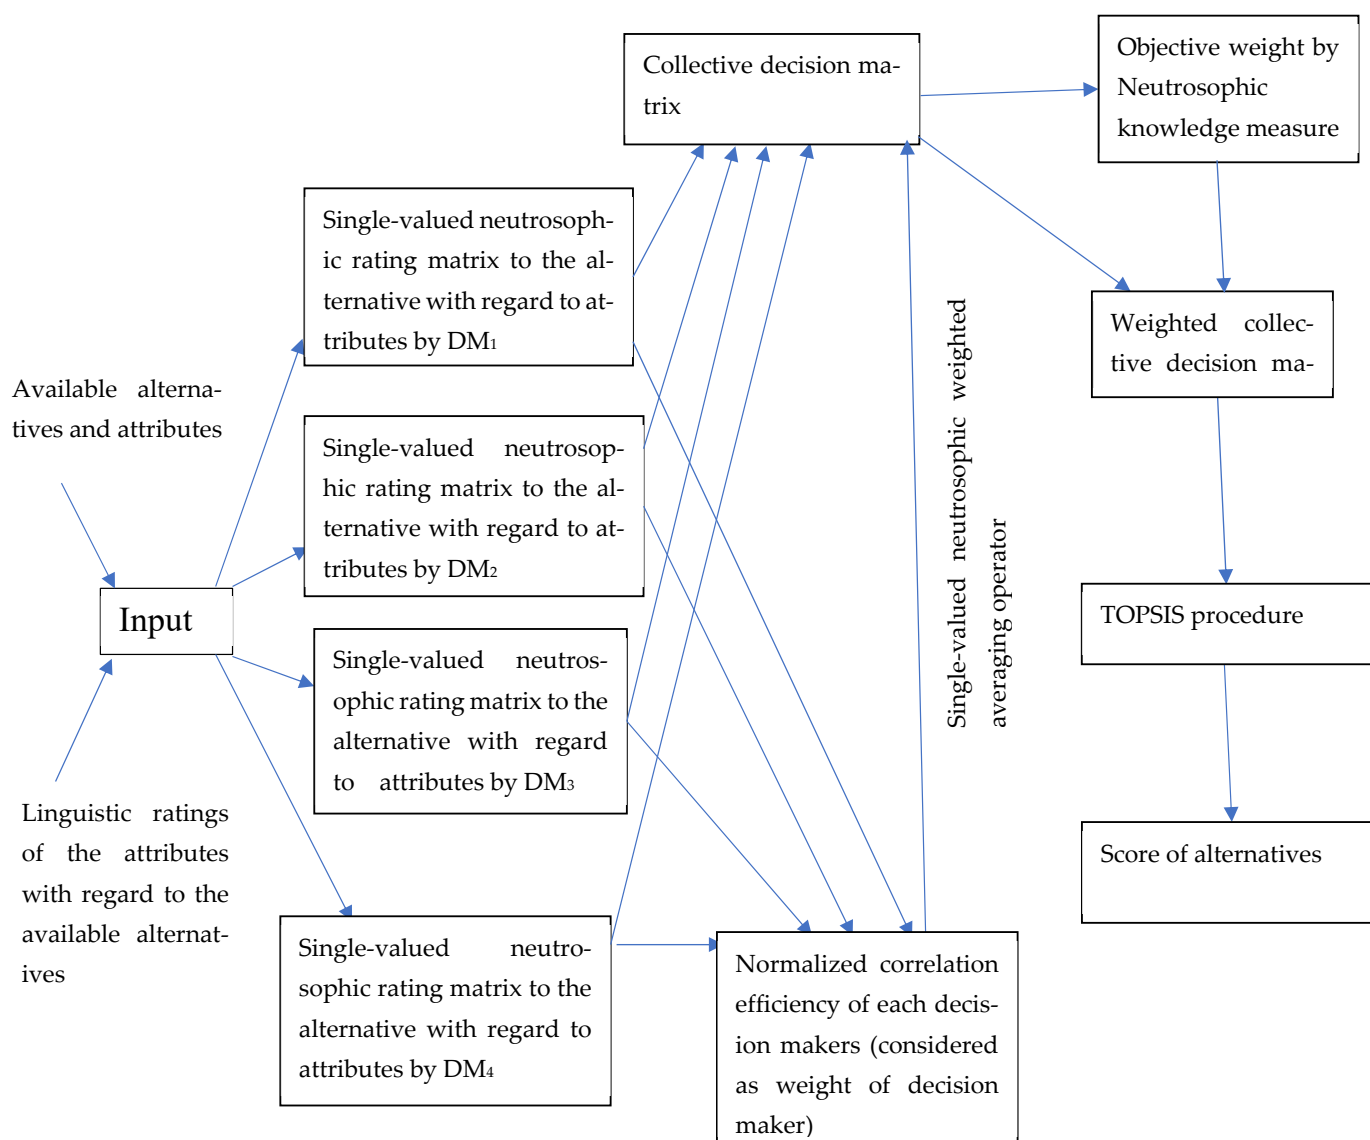 Collective decision ma-
trix
Objective weight by
Neutrosophic
knowledge measure
Single-valued neutrosoph-
ic rating matrix to the al-
ternative with regard to at-
tributes by DM1
Weighted collec-
tive decision ma-
Available alterna-
tives and attributes
Single-valued neutrosop-
phic rating matrix to the al-
ternative with regard to at-
tributes by DM2
Single-valued neutrosophic weighted
averaging operator
Input
TOPSIS procedure
Single-valued neutros-
ophic rating matrix to the
alternative with regard
to attributes by DM3
Linguistic ratings
of the attributes
with regard to the
available alternat-
ives
Score of alternatives
Single-valued neutro-
sophic rating matrix to the
alternative with regard to
attributes by DM4
Normalized correlation
efficiency of each decis-
ion makers (considered
as weight of decision
maker)